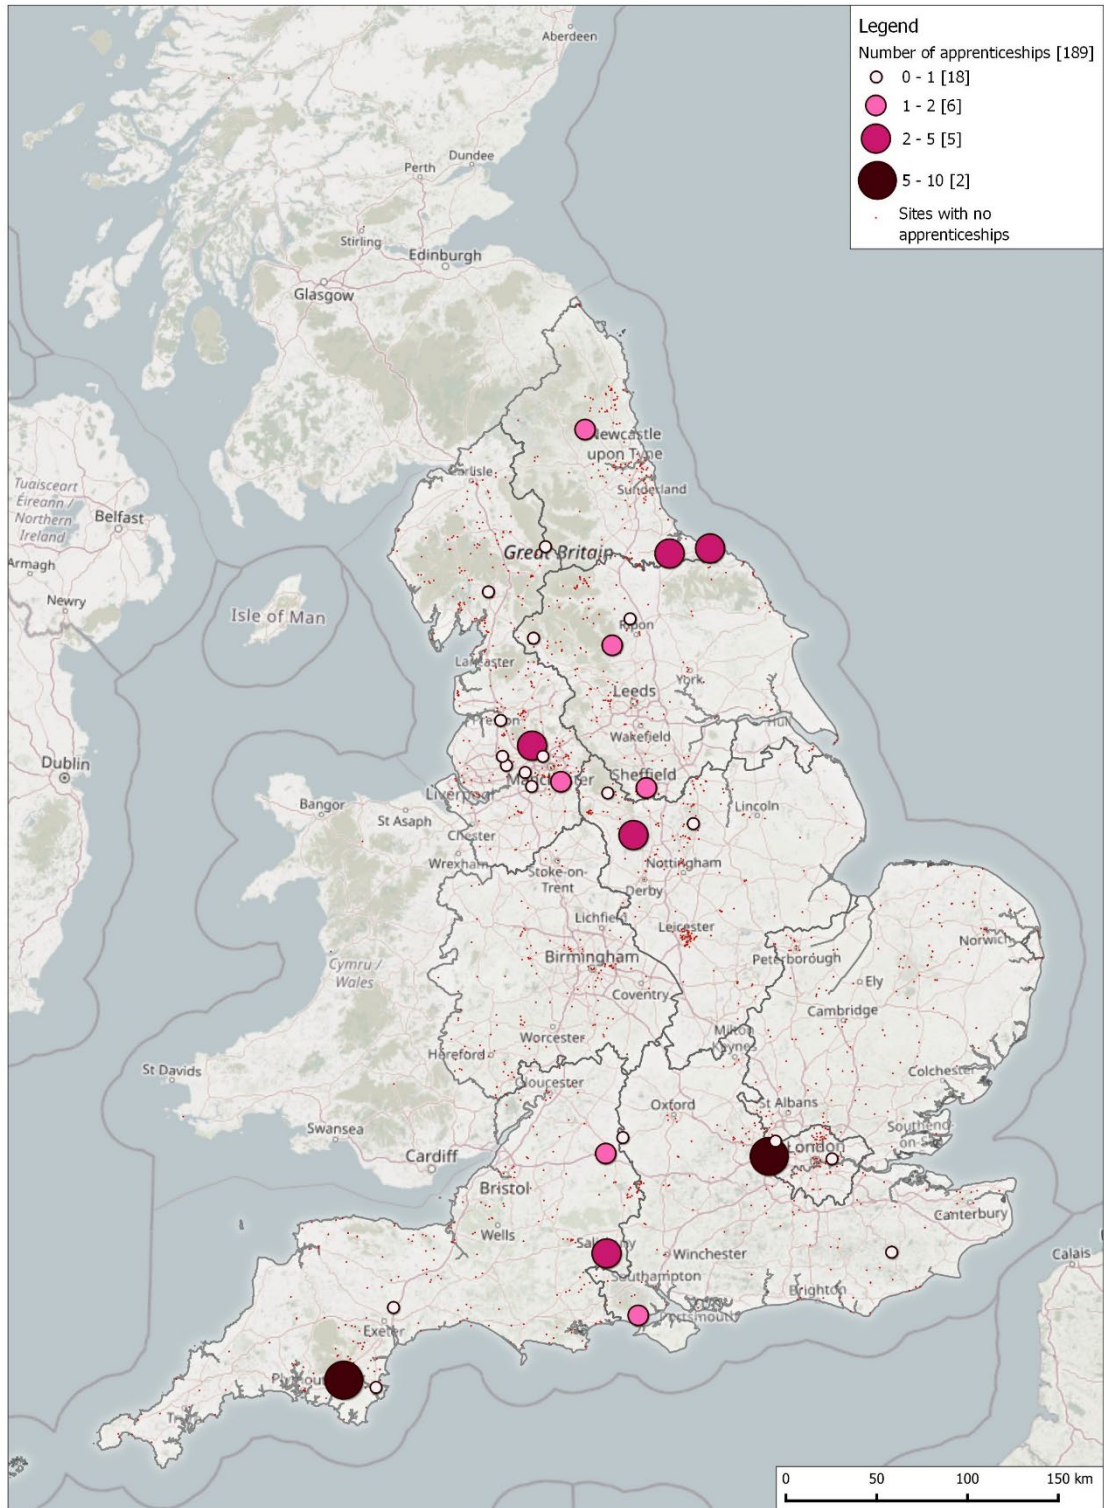 Legend
Number of apprenticeships [189]
0 - 1 [18]
1 - 2 [6]
2 - 5 [5]
5 - 10 [2]
Sites with no
apprenticeships
Aberdeen
Dundee
Perth
Stirling
Edinburgh
Glasgow
Newcastle
upon Tyne
Carlisle
Sunderland
Tuaisceart
Éireann /
Northern
Ireland
Belfast
Great Britain
Armagh
Newry
Isle of Man
Ripon
Lancaster
York
Leeds
Preston
Hull
Wakefield
Dublin
Manchester
Sheffield
Liverpool
Bangor
Lincoln
St Asaph
Chester
Wrexham
Nottingham
Stoke-on-
Trent
Derby
Lichfield
Leicester
Norwich
Birmingham
Peterborough
Cymru /
Wales
Ely
Coventry
Cambridge
Worcester
Milton
Keynes
Hereford
St Davids
Colchester
Gloucester
Oxford
St Albans
Swansea
Southend-
on-Sea
London
Cardiff
Bristol
Canterbury
Wells
Salisbury
Winchester
Calais
Southampton
Brighton
Portsmouth
Exeter
Plymouth
0 50 100 150 km